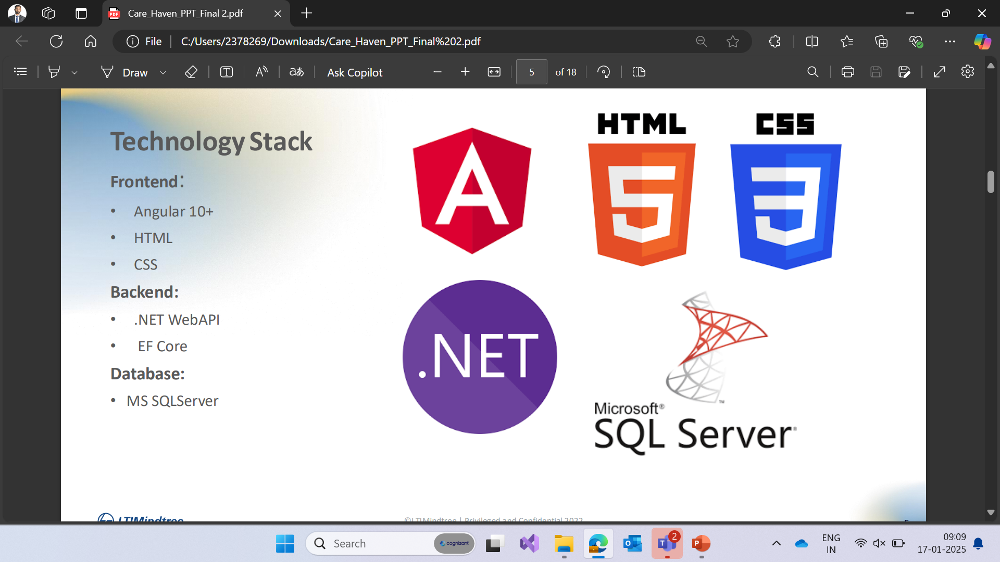 Care_Haven_PPT_Final 2.pdf
File
C:/Users/2378269/Downloads/Care_Haven_PPT_Final%202.pdf
Draw
Ask Copilot
5
of 18
Technology Stack
Frontend:
• Angular 10+
• HTML
• CSS
Backend:
• .NET WebAPI
• EF Core
Database:
• MS SQLServer
HTML
CSS
.NET
Microsoft®
SQL Server®
LTIMindtree
©LTIMindtree | Privileged and Confidential 2022
Search
cognizant
2
ENG
IN
09:09
17-01-2025